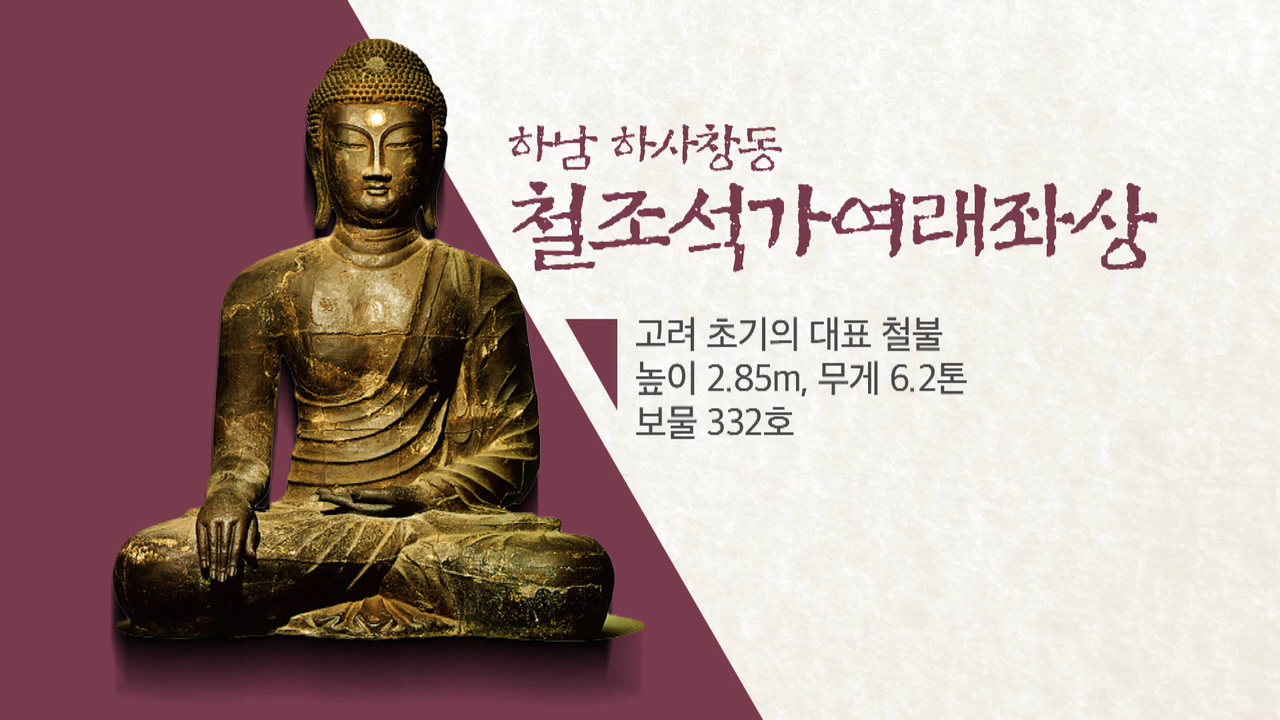 하남 하사창동
철조석가여래좌상
고려 초기의 대표 철불
높이 2.85m, 무게 6.2톤
보물 332호